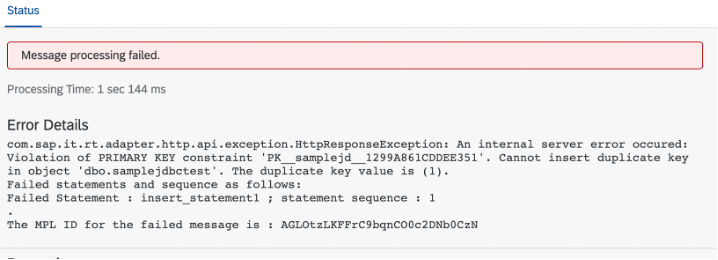 Status
Message processing failed.
Processing Time: 1 sec 144 ms
Error Details
com.sap.it.rt.adapter.http.api.exception.HttpResponseException: An internal server error occured:
Violation of PRIMARY KEY constraint 'PK__samplejd__1299A861CDDEE351'. Cannot insert duplicate key
in object 'dbo.samplejdbctest'. The duplicate key value is (1).
Failed statements and sequence as follows:
Failed Statement : insert_statement1 ; statement sequence : 1
.
The MPL ID for the failed message is : AGLOtzLKFFrC9bqnCO0c2DNb0CzN